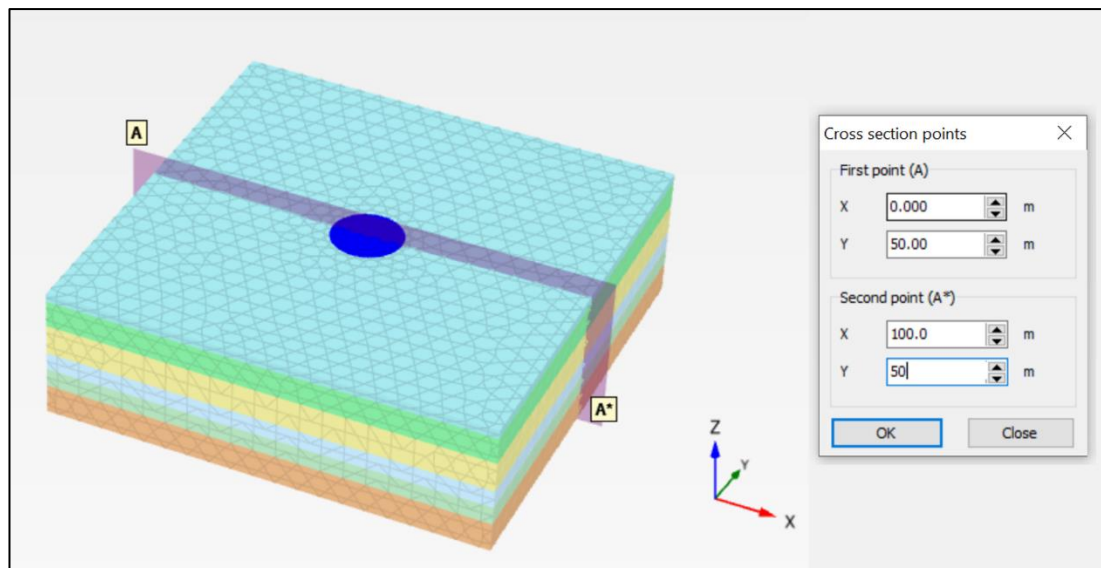 A
A*
Z
Y
X
Cross section points
First point (A)
X 0.000 m
Y 50.00 m
Second point (A*)
X 100.0 m
Y 50 m
OK Close